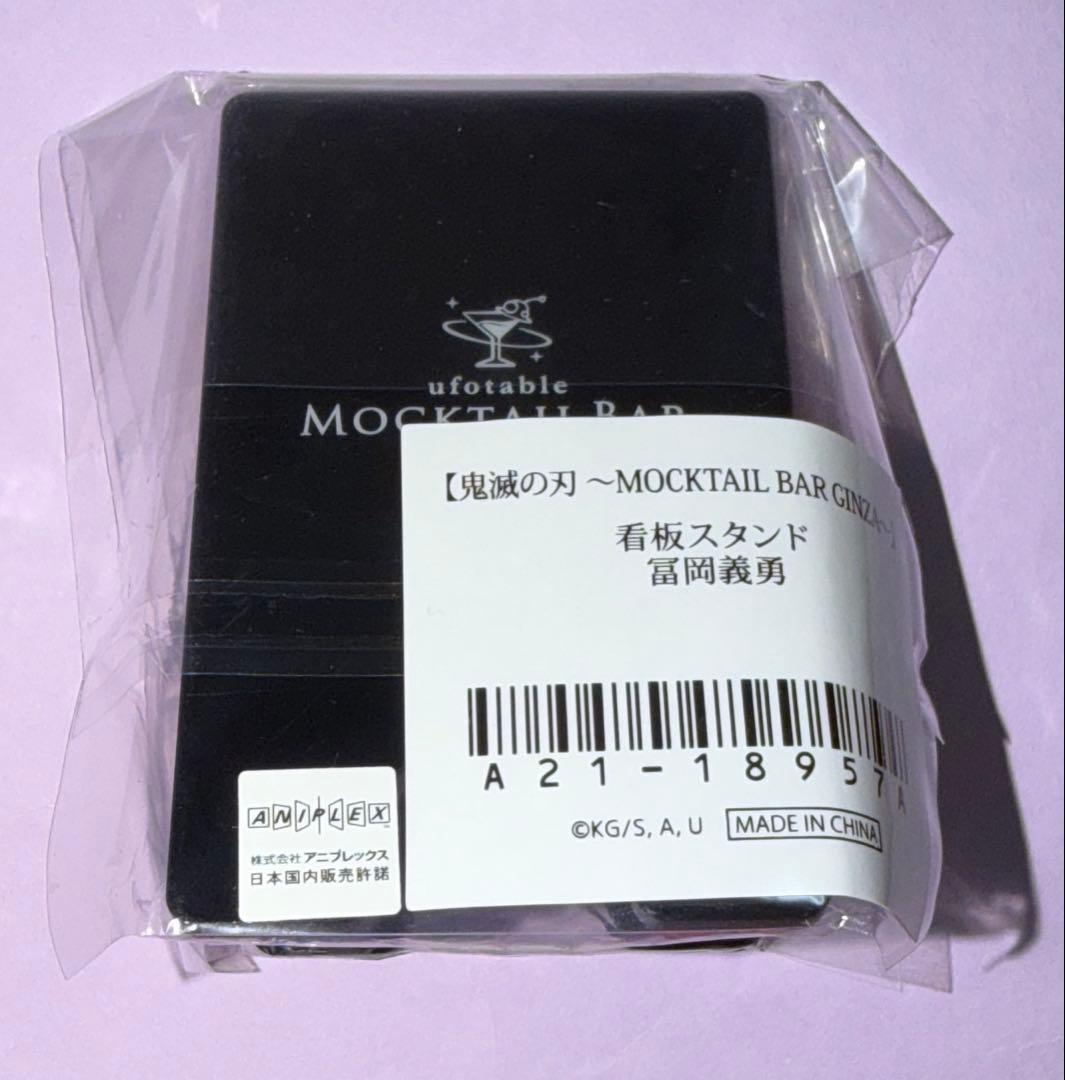 ufotable
MOCKTAIL BAR
【鬼滅の刃 ～MOCKTAIL BAR GINZA～】
看板スタンド
冨岡義勇
A21-18957A
©KG/S, A, U
MADE IN CHINA
ANIPLEX
株式会社 アニプレックス
日本国内販売許諾